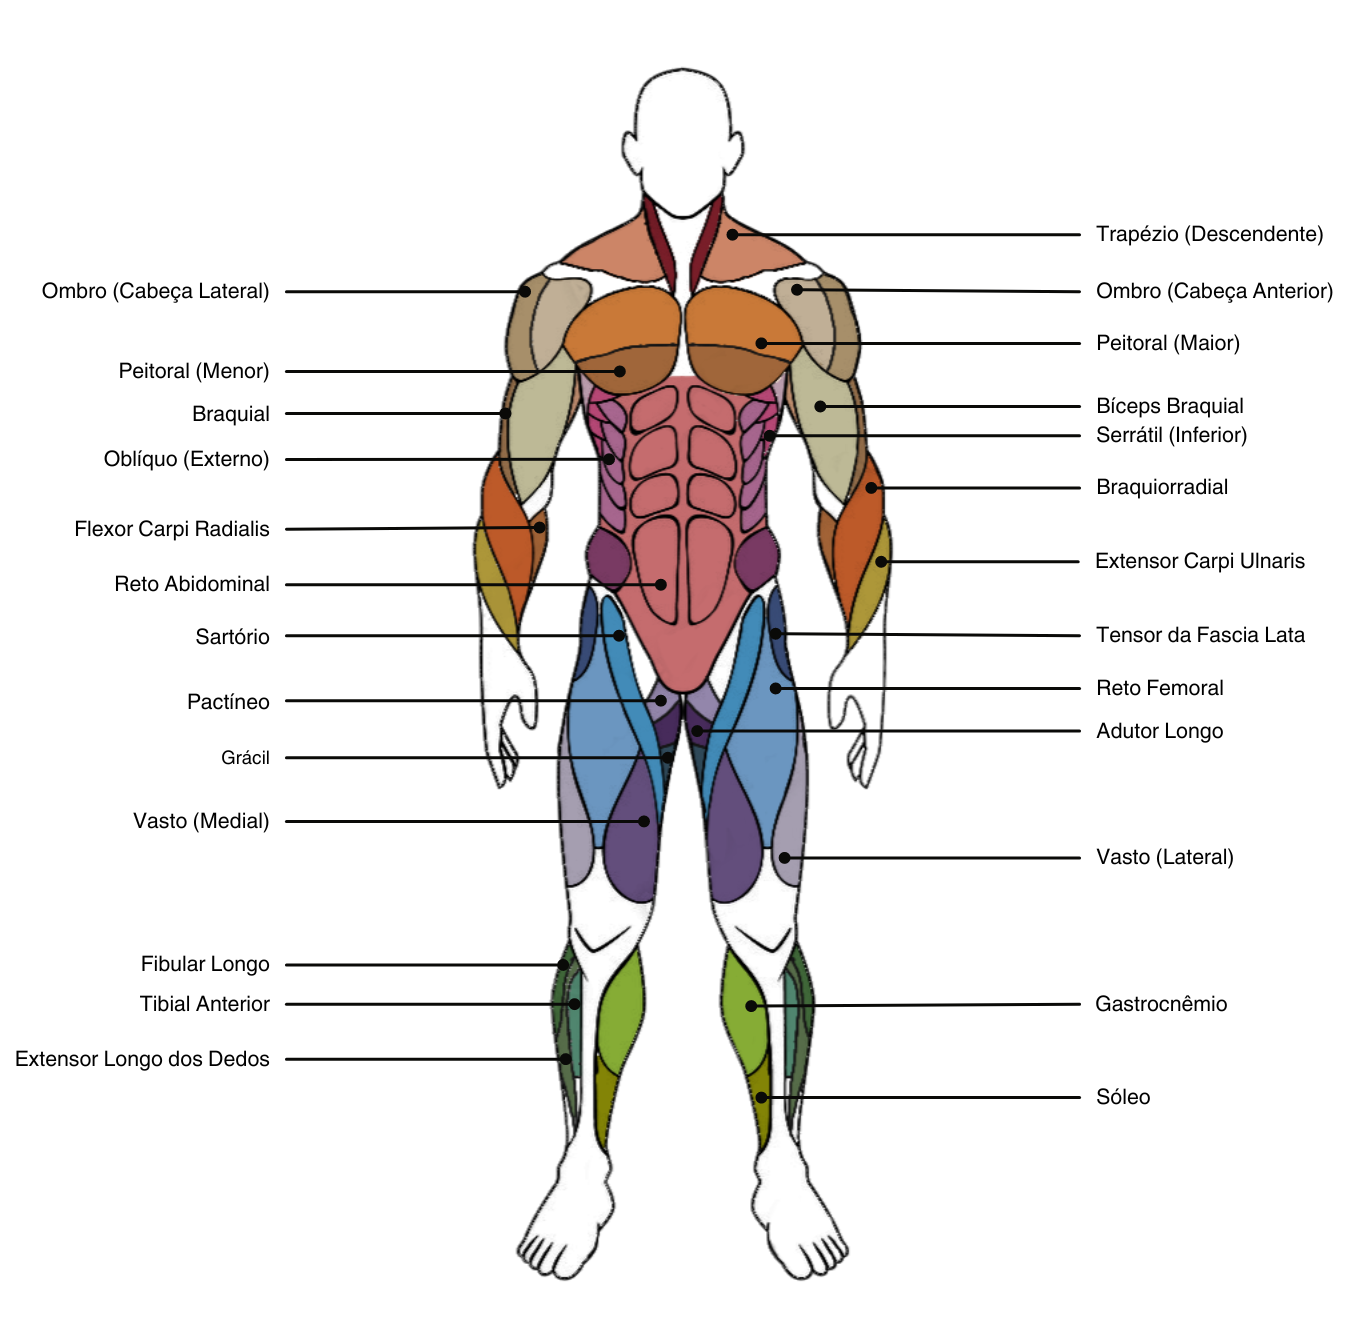 Ombro (Cabeça Lateral)
Peitoral (Menor)
Braquial
Oblíquo (Externo)
Flexor Carpi Radialis
Reto Abidominal
Sartório
Pactíneo
Grácil
Vasto (Medial)
Fibular Longo
Tibial Anterior
Extensor Longo dos Dedos
Trapézio (Descendente)
Ombro (Cabeça Anterior)
Peitoral (Maior)
Bíceps Braquial
Serrátil (Inferior)
Braquiorradial
Extensor Carpi Ulnaris
Tensor da Fascia Lata
Reto Femoral
Adutor Longo
Vasto (Lateral)
Gastrocnêmio
Sóleo